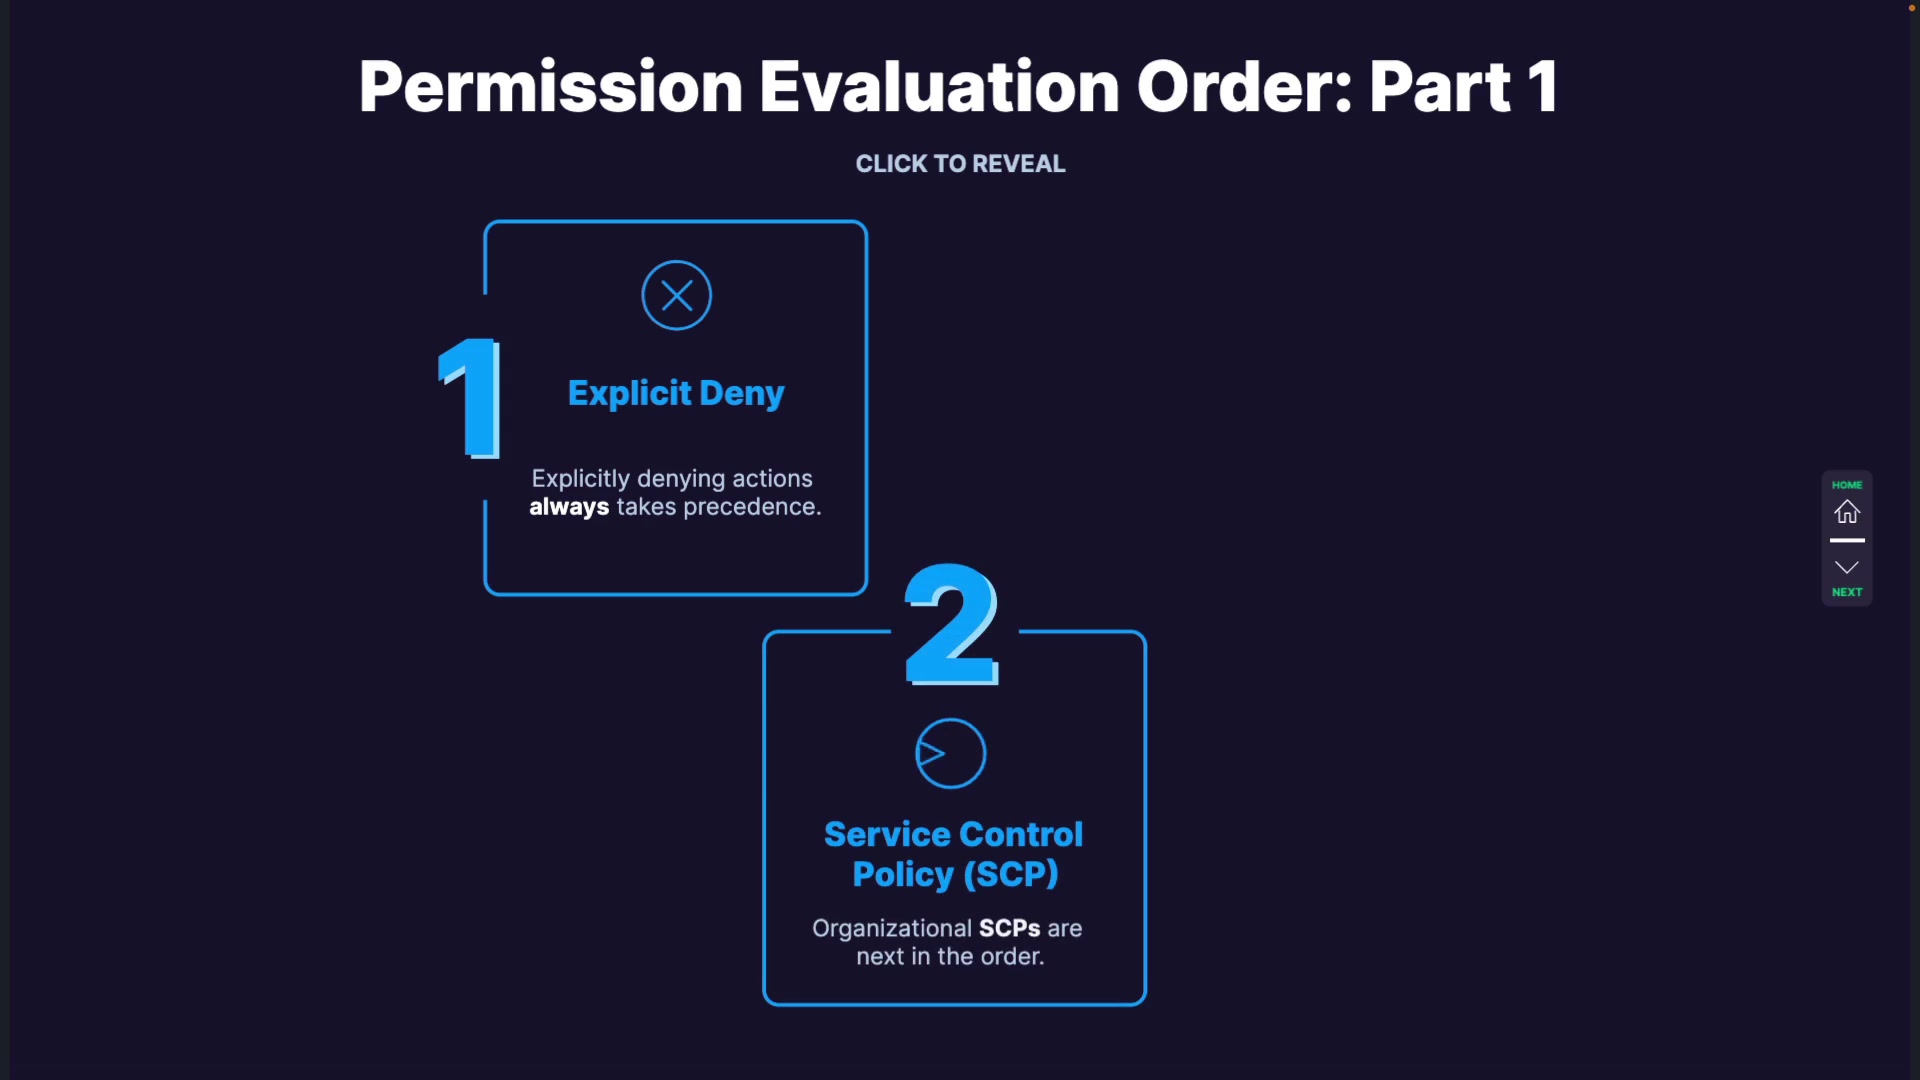 Permission Evaluation Order: Part 1
CLICK TO REVEAL
1
Explicit Deny
Explicitly denying actions
always takes precedence.
2
Service Control
Policy (SCP)
Organizational SCPs are
next in the order.
HOME
NEXT